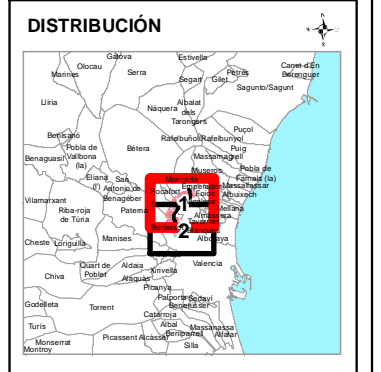 DISTRIBUCIÓN
S
Gátova
Estivella
Olocau
Marines
Serra
Segart
Gilet
Petrés
Canet d'En
Berenguer
Sagunto/Sagunt
Llíria
Náquera
Albalat
dels
Tarongers
Benisanó
Rafelbuñol/Rafelbunyol
Puçol
Benaguasil
Pobla de
Vallbona
(la)
Bétera
Puig
Massamagrell
Museros
Pobla de
Farnals (la)
Eliana
(l')
San
Antonio de
Benagéber
Moncada
Rocafort
Emperador
Massalfassar
Albuixech
Foios
Vilamarxant
Riba-roja
de Túria
Paterna
1
Meliana
Almàssera
Burjassot
2
Alboraya
Cheste
Loriguilla
Manises
Valencia
Chiva
Quart de
Poblet
Aldaia
Alaquàs
Xirivella
Picanya
Godelleta
Torrent
Paiporta
Sedaví
Benetússer
Catarroja
Turís
Albal
Massanassa
Monserrat
Montroy
Picassent
Alcàsser
Beniparrell
Alfafar
Silla